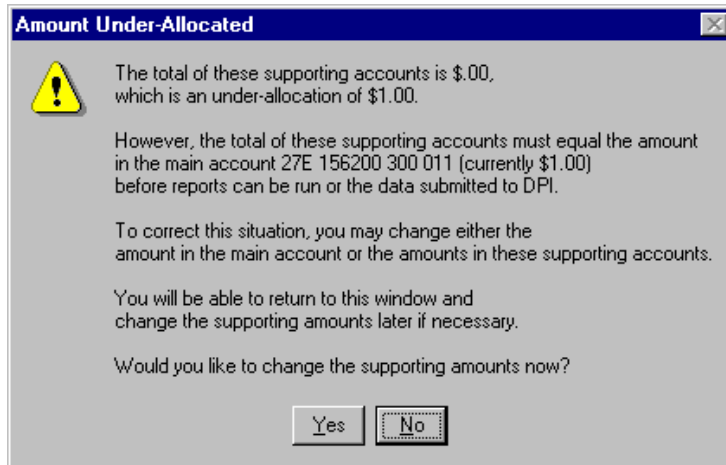 Amount Under-Allocated
The total of these supporting accounts is $.00,
which is an under-allocation of $1.00.
However, the total of these supporting accounts must equal the amount
in the main account 27E 156200 300 011 (currently $1.00)
before reports can be run or the data submitted to DPI.
To correct this situation, you may change either the
amount in the main account or the amounts in these supporting accounts.
You will be able to return to this window and
change the supporting amounts later if necessary.
Would you like to change the supporting amounts now?
Yes No